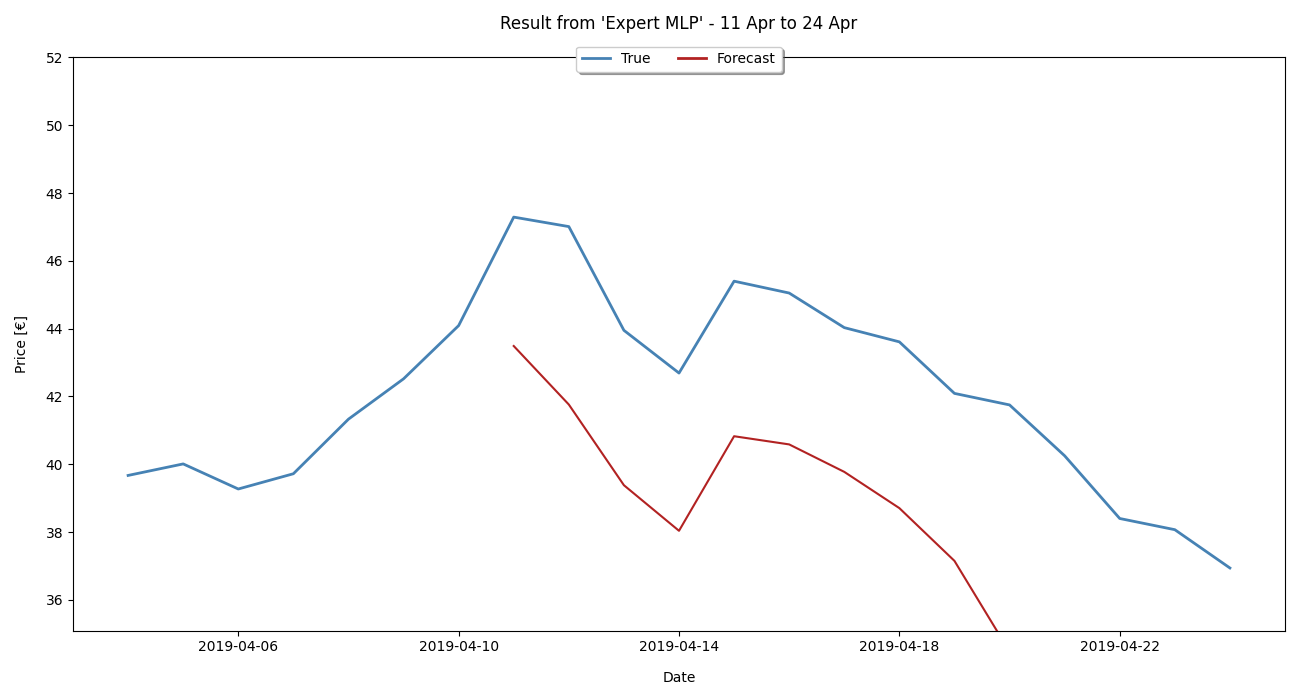 Result from 'Expert MLP' - 11 Apr to 24 Apr
True Forecast
52
50
48
46
44
42
40
38
36
Price [€]
2019-04-06 2019-04-10 2019-04-14 2019-04-18 2019-04-22
Date